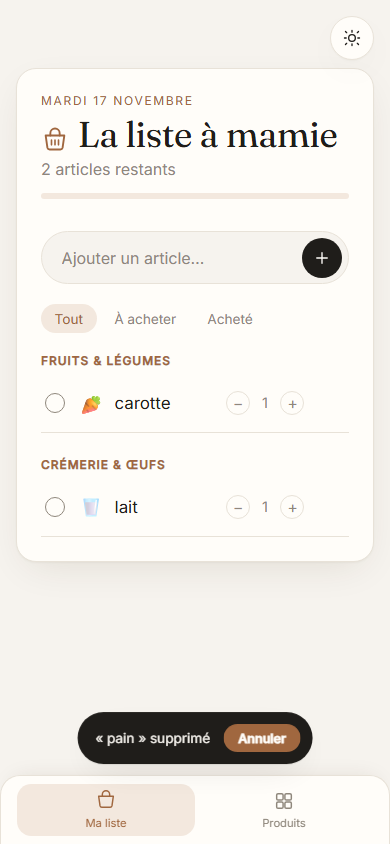 MARDI 17 NOVEMBRE
La liste à mamie
2 articles restants
Ajouter un article...
Tout À acheter Acheté
FRUITS & LÉGUMES
carotte − 1 +
CRÉMERIE & ŒUFS
lait − 1 +
« pain » supprimé Annuler
Ma liste Produits